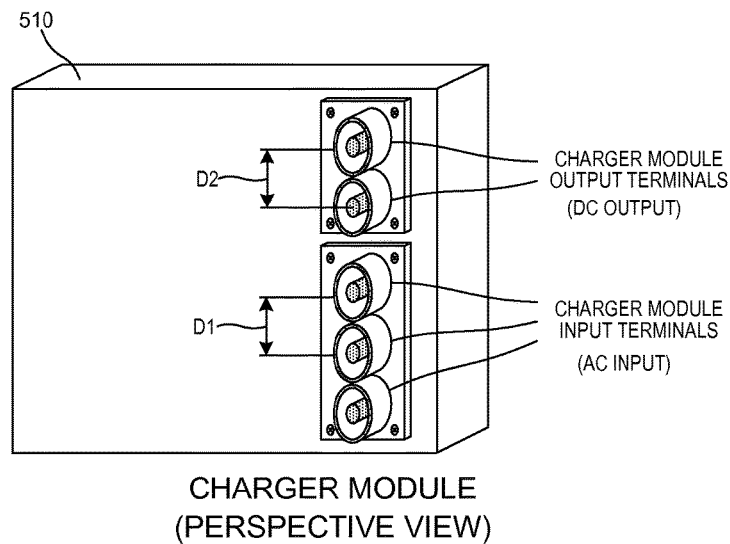 510
D2
CHARGER MODULE
OUTPUT TERMINALS
(DC OUTPUT)
D1
CHARGER MODULE
INPUT TERMINALS
(AC INPUT)
CHARGER MODULE
(PERSPECTIVE VIEW)